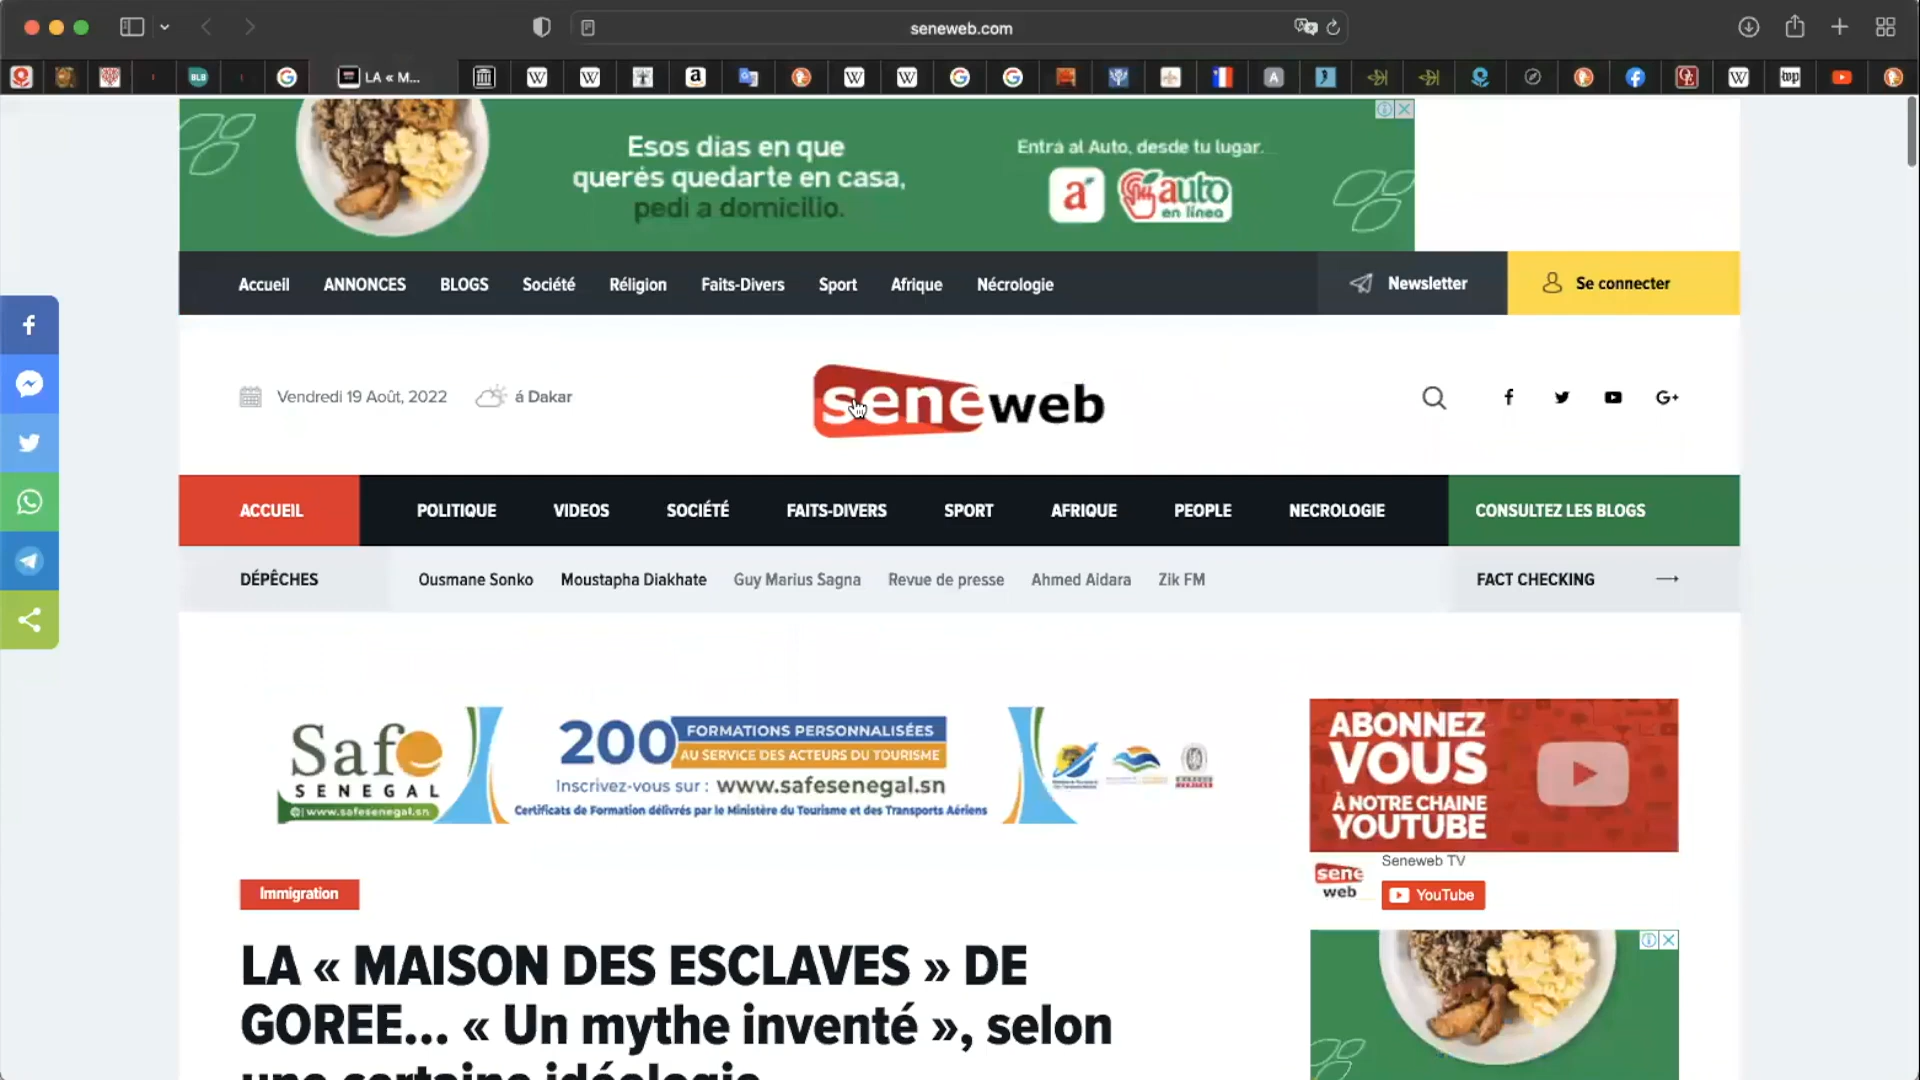 seneweb.com
BLB
LA « M...
Esos días en que
querés quedarte en casa,
pedí a domicilio.
Entrá al Auto, desde tu lugar.
a
auto
en línea
Accueil ANNONCES BLOGS Société Réligion Faits-Divers Sport Afrique Nécrologie
Newsletter
Se connecter
Vendredi 19 Août, 2022
á Dakar
seneweb
ACCUEIL POLITIQUE VIDEOS SOCIÉTÉ FAITS-DIVERS SPORT AFRIQUE PEOPLE NECROLOGIE CONSULTEZ LES BLOGS
DÉPÊCHES Ousmane Sonko Moustapha Diakhate Guy Marius Sagna Revue de presse Ahmed Aidara Zik FM FACT CHECKING
Safe
SENEGAL
www.safesenegal.sn
200 FORMATIONS PERSONNALISÉES
AU SERVICE DES ACTEURS DU TOURISME
Inscrivez-vous sur : www.safesenegal.sn
Certificats de Formation délivrés par le Ministère du Tourisme et des Transports Aériens
ABONNEZ
VOUS
À NOTRE CHAINE
YOUTUBE
sene
web
Seneweb TV
YouTube
Immigration
LA « MAISON DES ESCLAVES » DE
GOREE... « Un mythe inventé », selon
une certaine idéologie